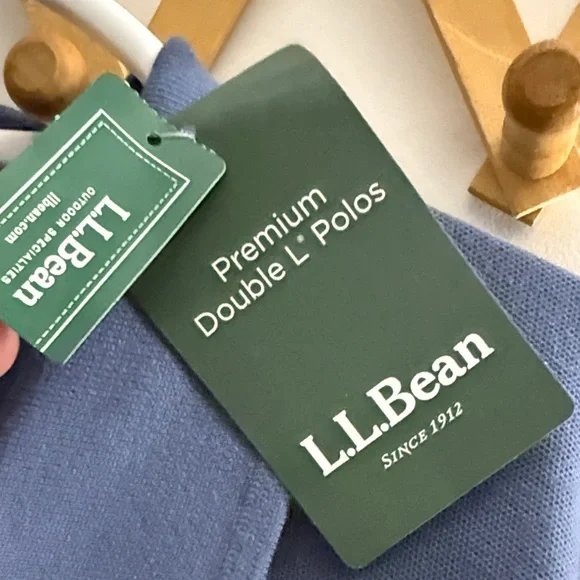 L.L.Bean
OUTDOOR SPECIALTIES
llbean.com
Premium
Double L® Polos
L.L.Bean
SINCE 1912